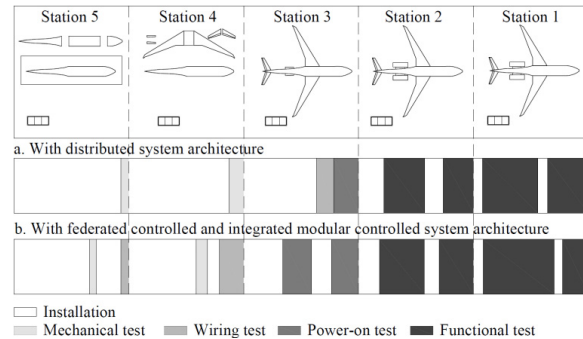 Station 5 Station 4 Station 3 Station 2 Station 1
a. With distributed system architecture
b. With federated controlled and integrated modular controlled system architecture
Installation
Mechanical test Wiring test Power-on test Functional test